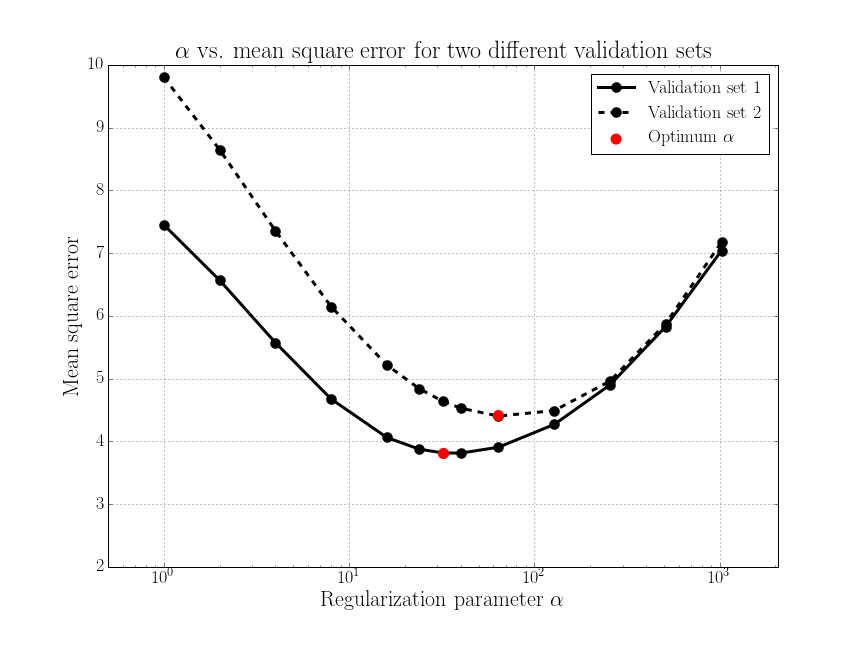 α vs. mean square error for two different validation sets
Validation set 1
Validation set 2
Optimum α
Mean square error
10
9
8
7
6
5
4
3
2
10⁰ 10¹ 10² 10³
Regularization parameter α